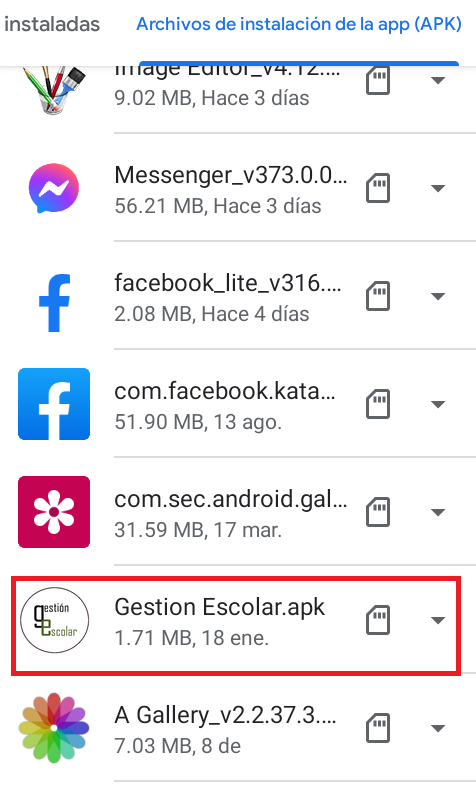 instaladas
Archivos de instalación de la app (APK)
Image Editor_v4.12....
9.02 MB, Hace 3 días
Messenger_v373.0.0...
56.21 MB, Hace 3 días
facebook_lite_v316....
2.08 MB, Hace 4 días
com.facebook.kata...
51.90 MB, 13 ago.
com.sec.android.gal...
31.59 MB, 17 mar.
gestión
Escolar
Gestion Escolar.apk
1.71 MB, 18 ene.
A Gallery_v2.2.37.3....
7.03 MB, 8 de